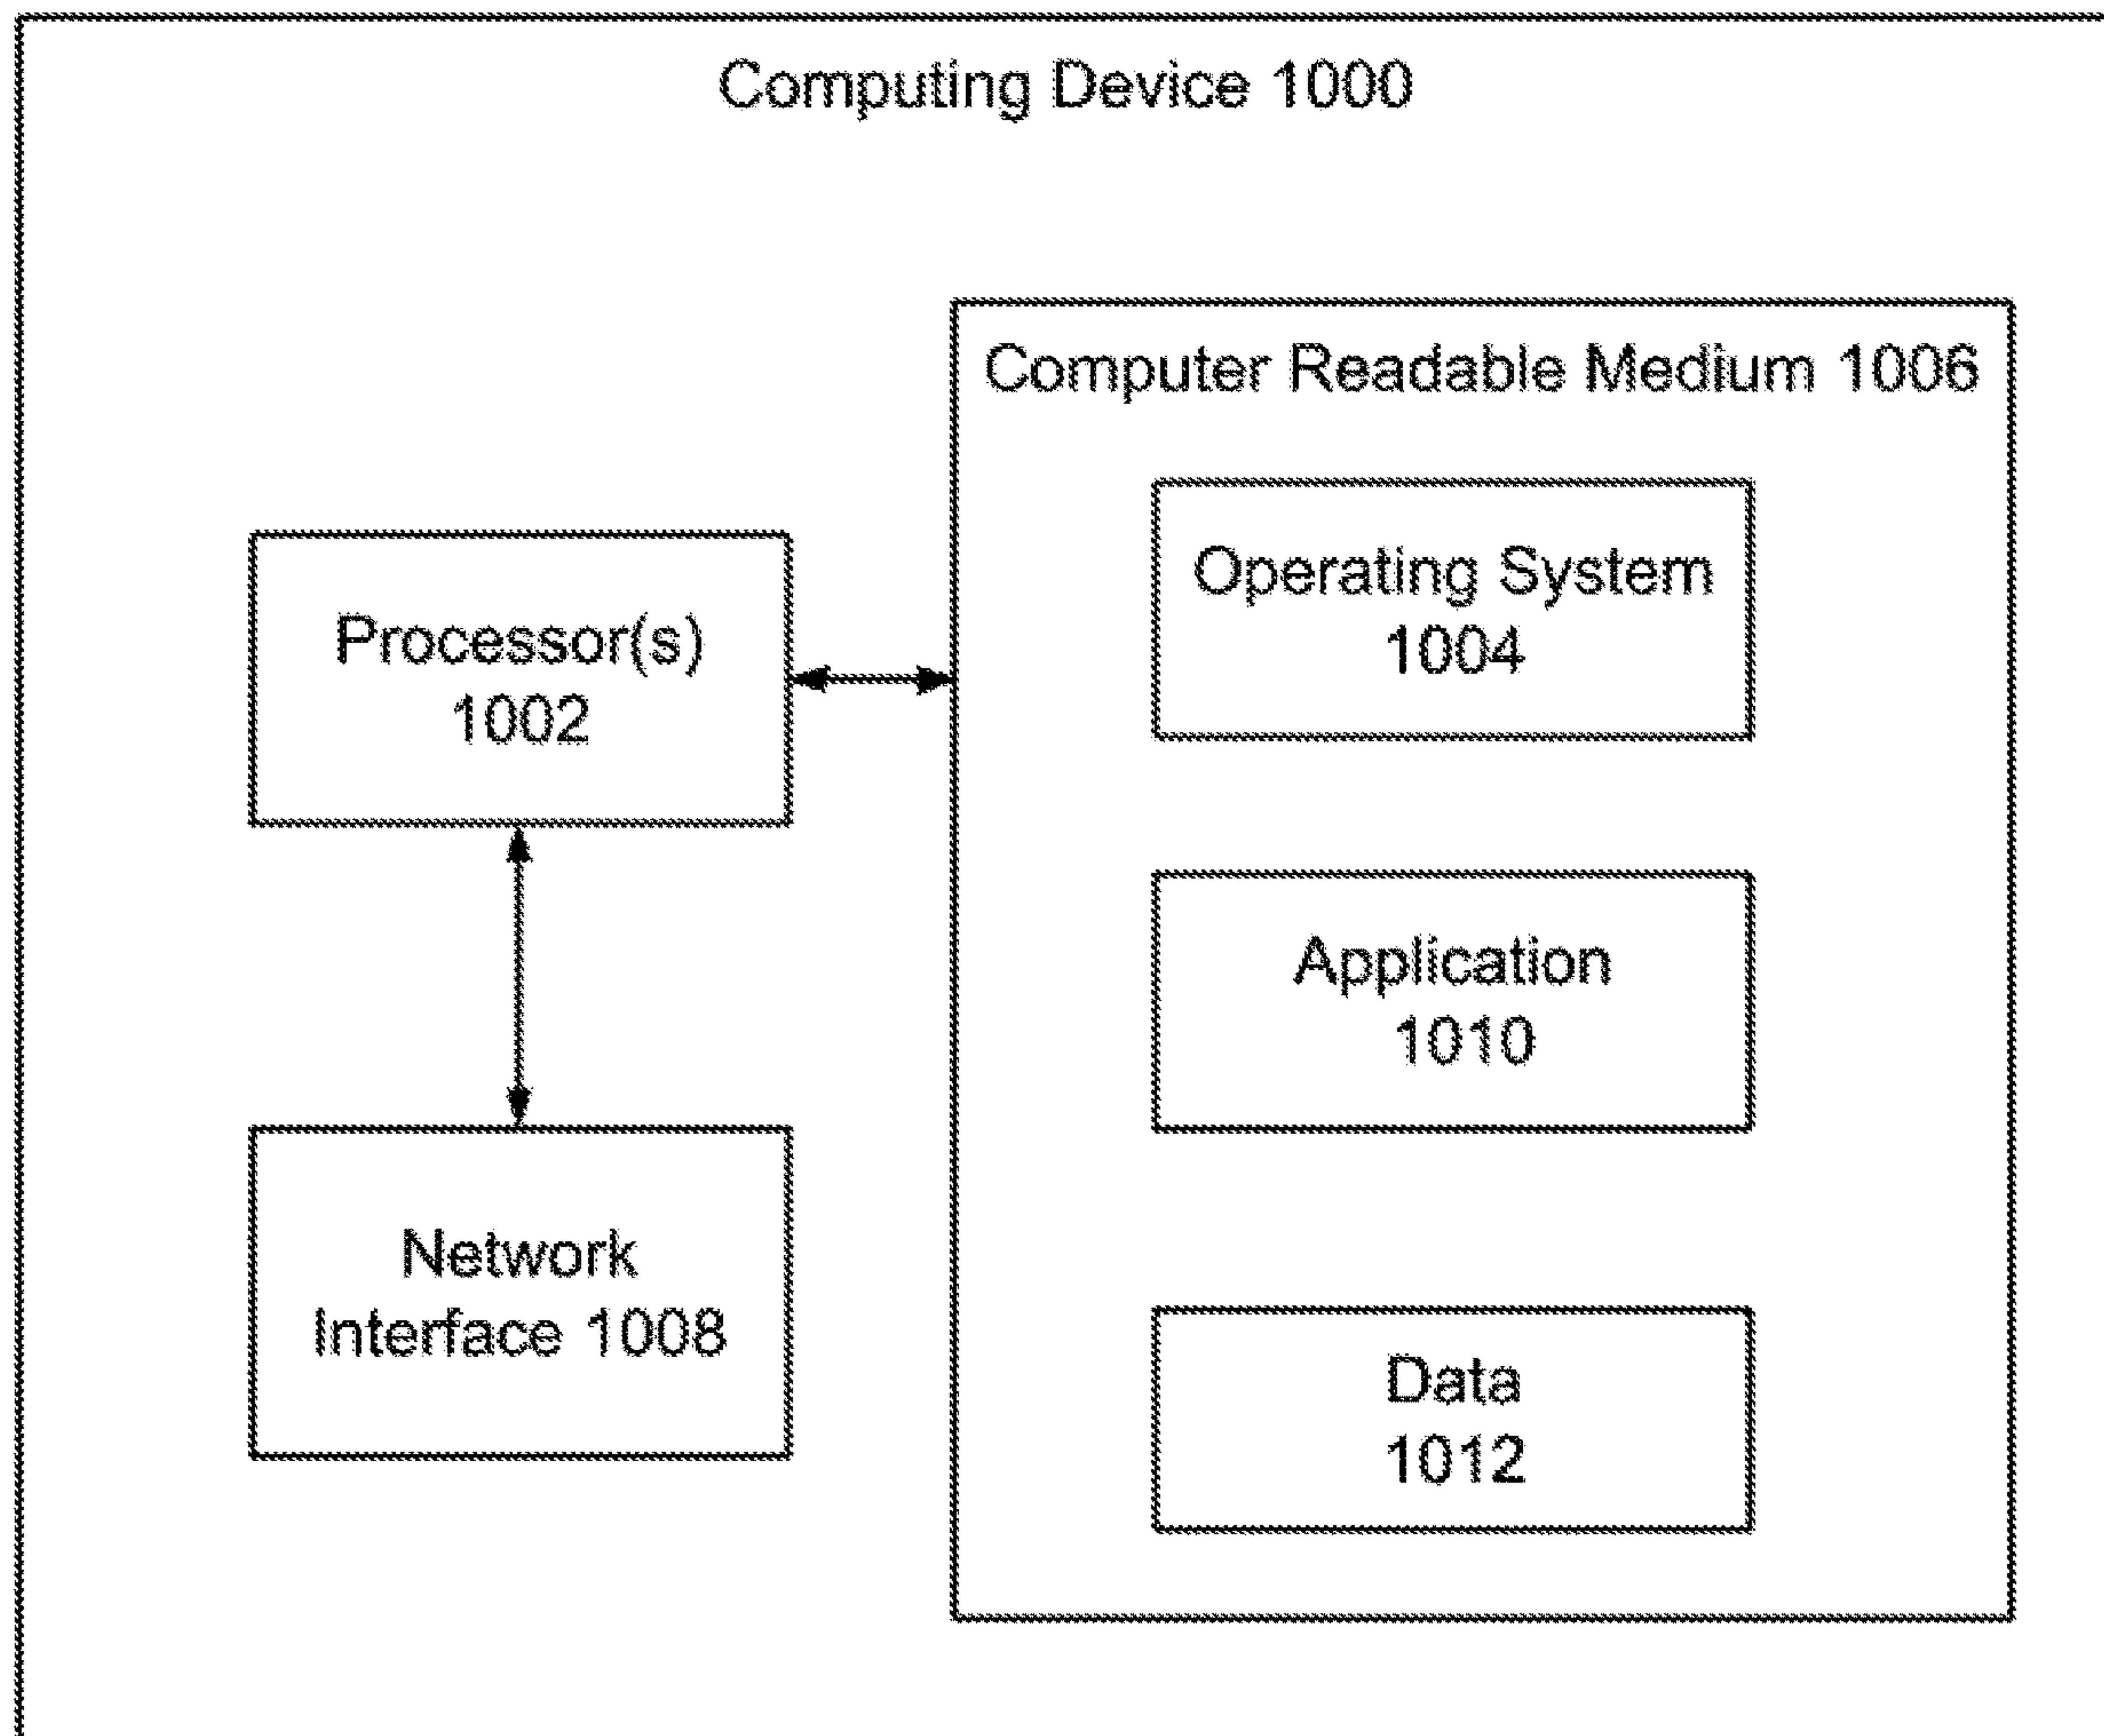 Computing Device 1000
Computer Readable Medium 1006
Operating System
1004
Processor(s)
1002
Application
1010
Network
Interface 1008
Data
1012